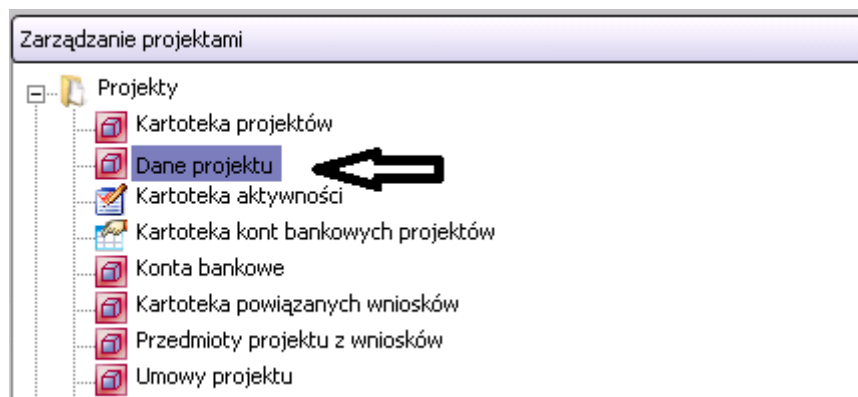 Zarządzanie projektami
Projekty
Kartoteka projektów
Dane projektu
Kartoteka aktywności
Kartoteka kont bankowych projektów
Konta bankowe
Kartoteka powiązanych wniosków
Przedmioty projektu z wniosków
Umowy projektu